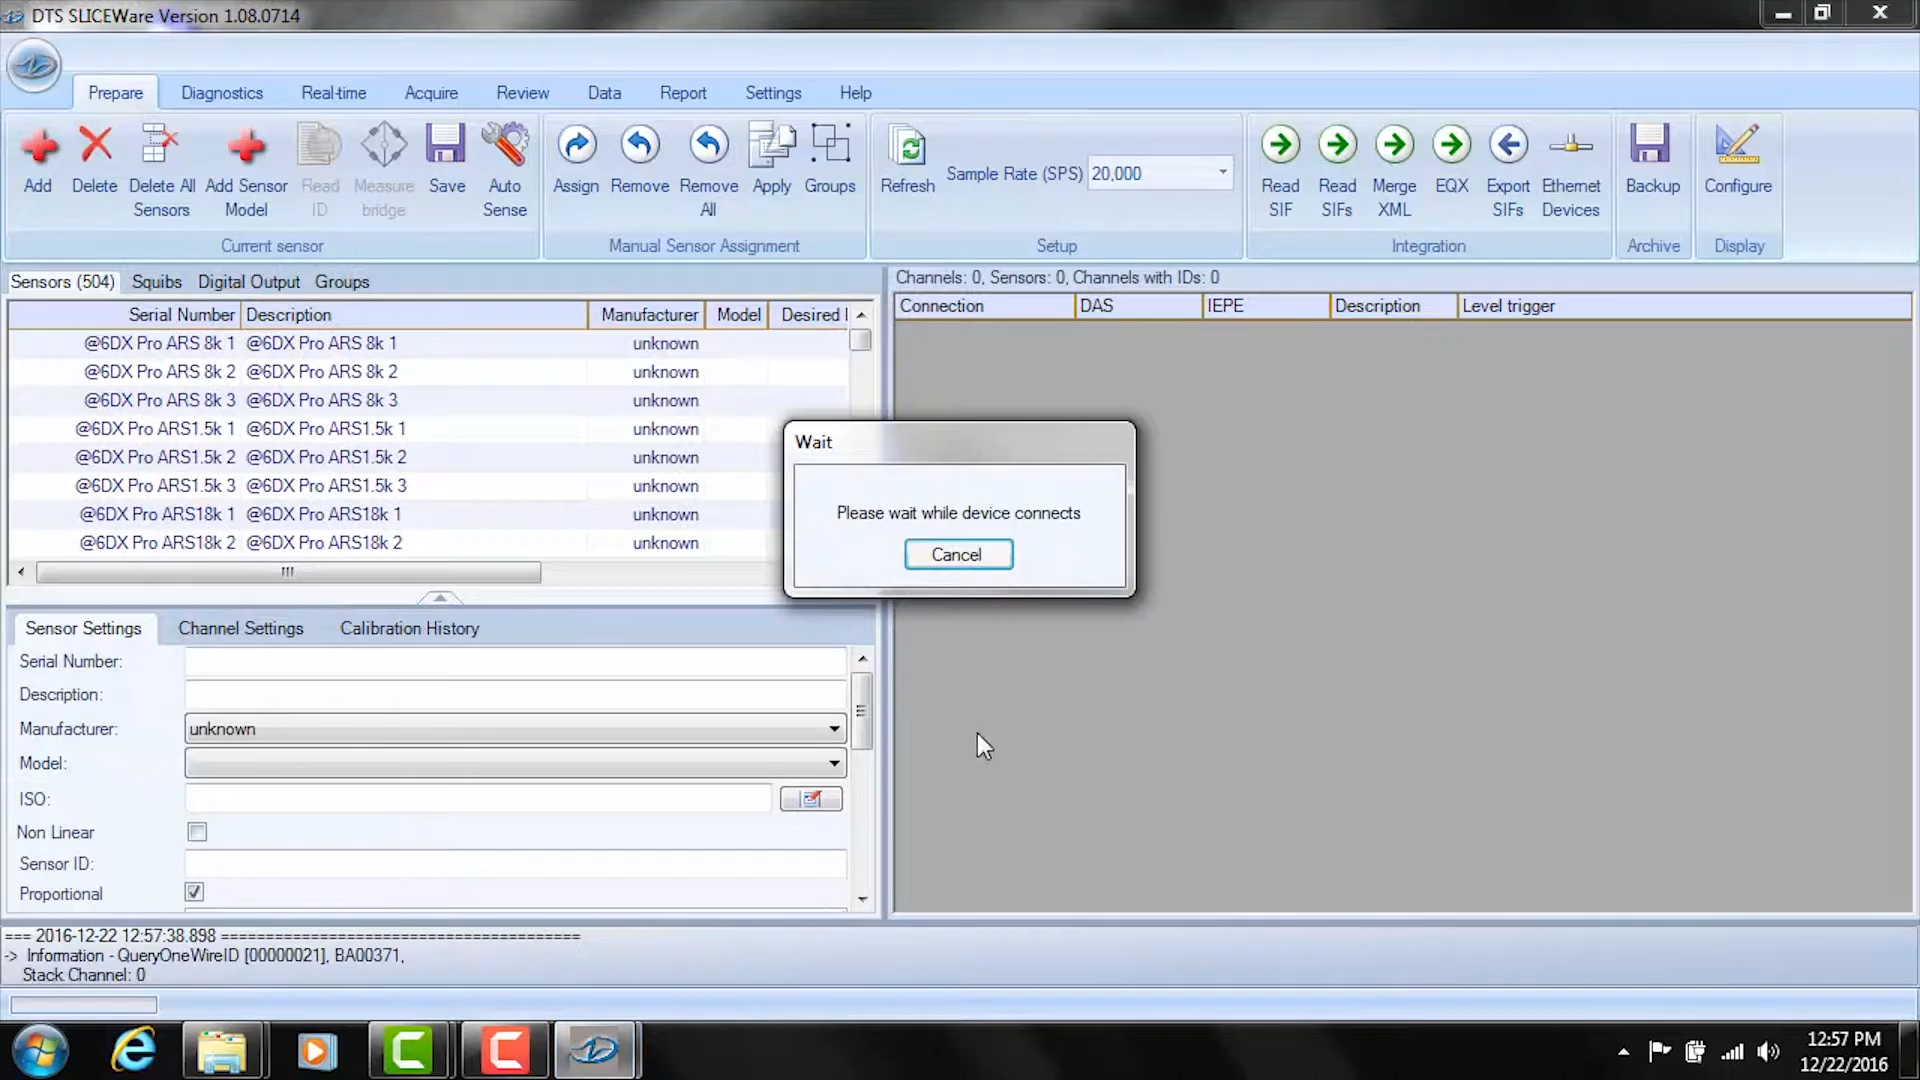 DTS SLICEWare Version 1.08.0714
Prepare Diagnostics Real-time Acquire Review Data Report Settings Help
Add Delete Delete All Sensors Add Sensor Model Read ID Measure bridge Save Auto Sense
Current sensor
Assign Remove Remove All Apply Groups
Manual Sensor Assignment
Refresh Sample Rate (SPS) 20,000
Setup
Read SIF Read SIFs Merge XML EQX Export SIFs Ethernet Devices
Integration
Backup
Archive
Configure
Display
Sensors (504) Squibs Digital Output Groups
Serial Number Description Manufacturer Model Desired
@6DX Pro ARS 8k 1 @6DX Pro ARS 8k 1 unknown
@6DX Pro ARS 8k 2 @6DX Pro ARS 8k 2 unknown
@6DX Pro ARS 8k 3 @6DX Pro ARS 8k 3 unknown
@6DX Pro ARS1.5k 1 @6DX Pro ARS1.5k 1 unknown
@6DX Pro ARS1.5k 2 @6DX Pro ARS1.5k 2 unknown
@6DX Pro ARS1.5k 3 @6DX Pro ARS1.5k 3 unknown
@6DX Pro ARS18k 1 @6DX Pro ARS18k 1 unknown
@6DX Pro ARS18k 2 @6DX Pro ARS18k 2 unknown
Channels: 0, Sensors: 0, Channels with IDs: 0
Connection DAS IEPE Description Level trigger
Wait
Please wait while device connects
Cancel
Sensor Settings Channel Settings Calibration History
Serial Number:
Description:
Manufacturer: unknown
Model:
ISO:
Non Linear
Sensor ID:
Proportional
=== 2016-12-22 12:57:38.898 ========================================
-> Information - QueryOneWireID [00000021], BA00371,
Stack Channel: 0
12:57 PM
12/22/2016